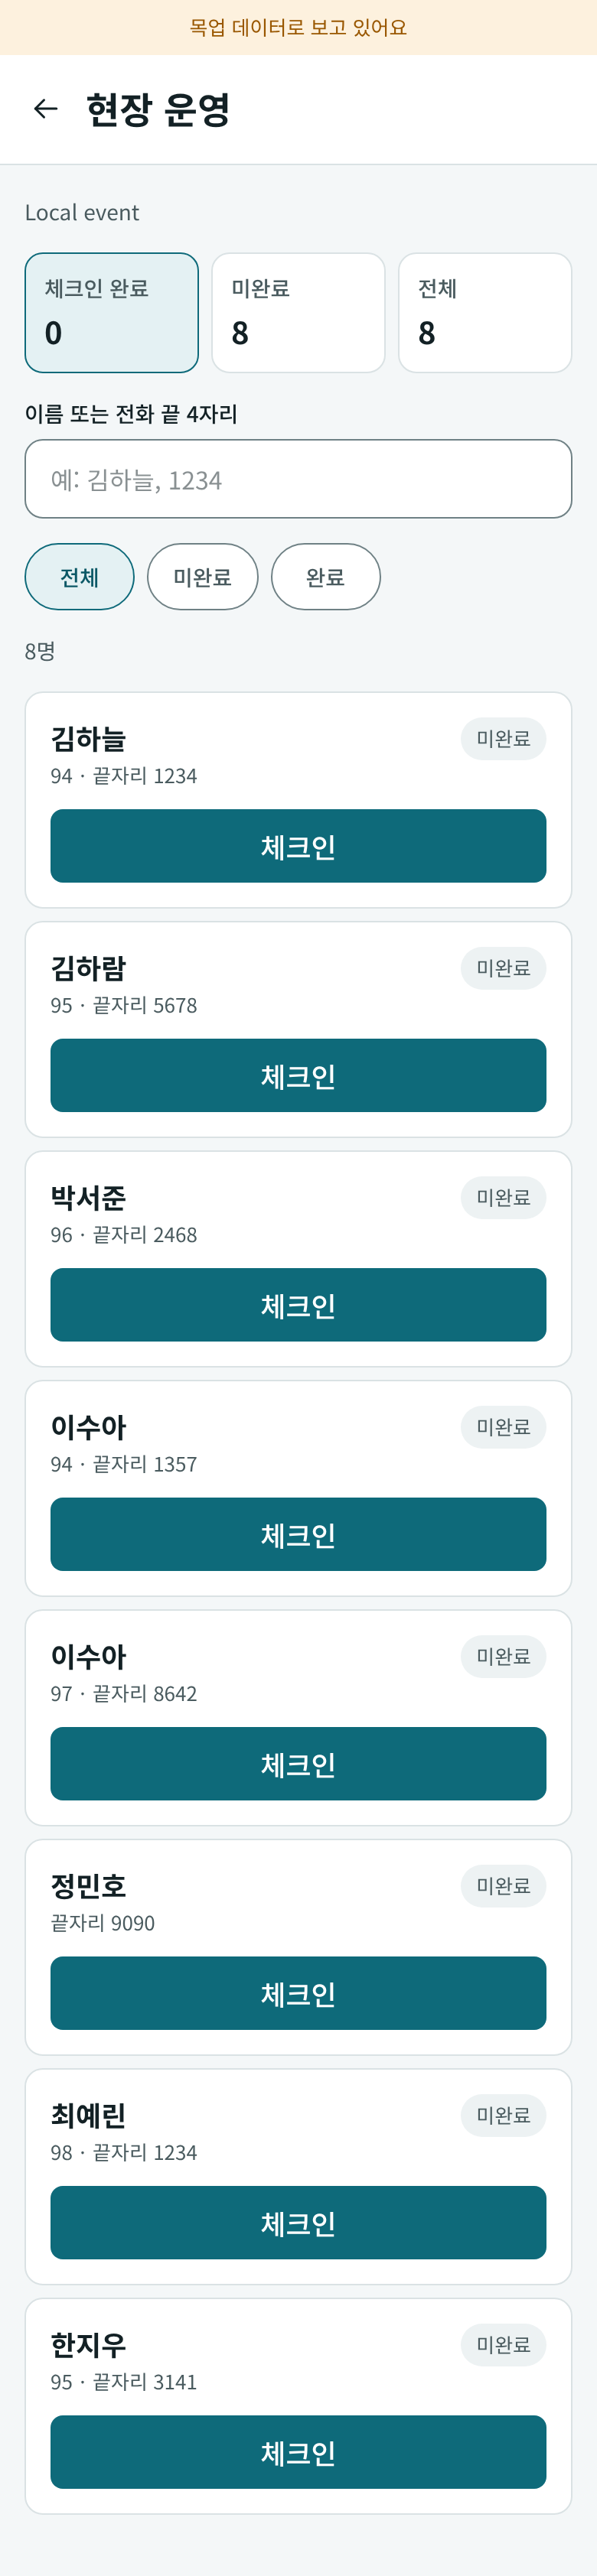 목업 데이터로 보고 있어요
← 현장 운영
Local event
체크인 완료 미완료 전체
0 8 8
이름 또는 전화 끝 4자리
예: 김하늘, 1234
전체 미완료 완료
8명
김하늘 미완료
94 · 끝자리 1234
체크인
김하람 미완료
95 · 끝자리 5678
체크인
박서준 미완료
96 · 끝자리 2468
체크인
이수아 미완료
94 · 끝자리 1357
체크인
이수아 미완료
97 · 끝자리 8642
체크인
정민호 미완료
끝자리 9090
체크인
최예린 미완료
98 · 끝자리 1234
체크인
한지우 미완료
95 · 끝자리 3141
체크인